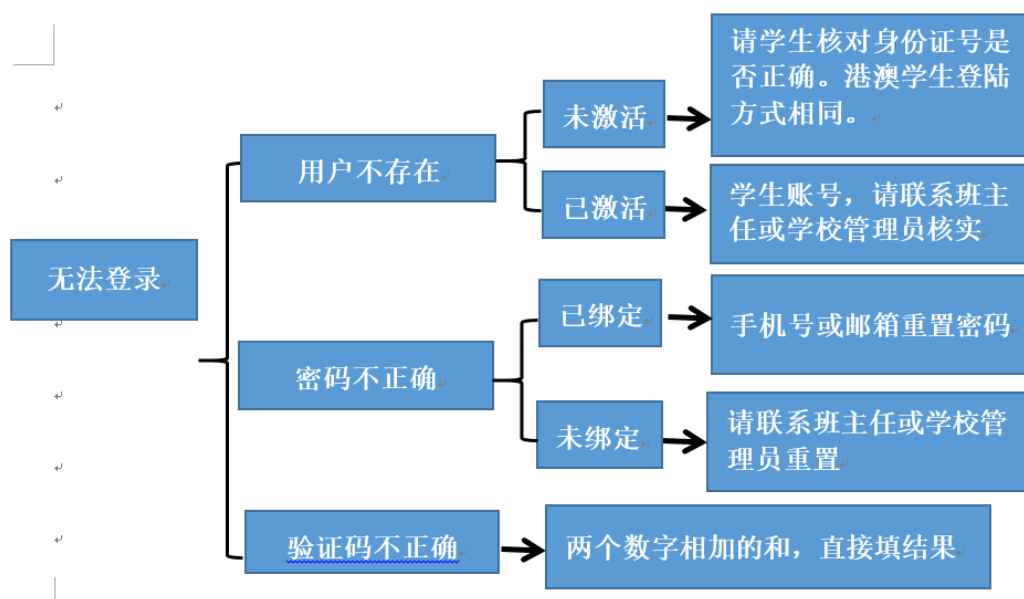 无法登录
用户不存在
未激活
请学生核对身份证号是
否正确。港澳学生登陆
方式相同。
已激活
学生账号，请联系班主
任或学校管理员核实
密码不正确
已绑定
手机号或邮箱重置密码
未绑定
请联系班主任或学校管
理员重置
验证码不正确
两个数字相加的和，直接填结果